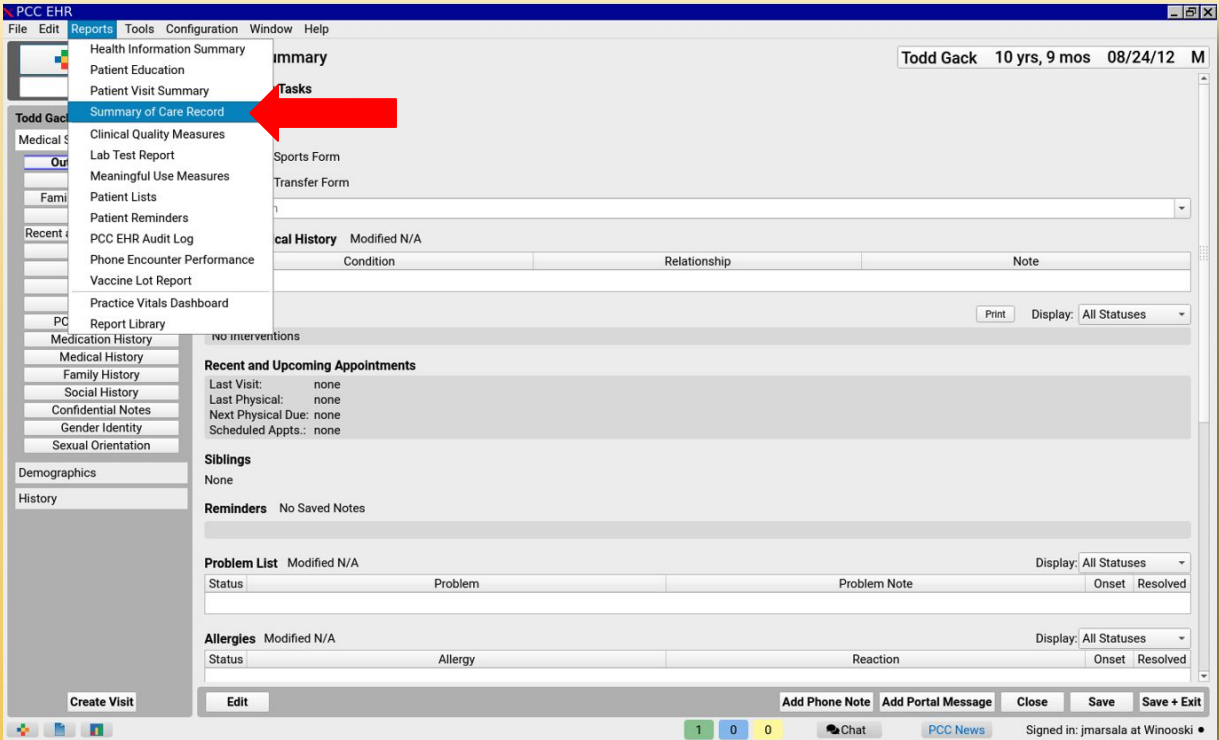 PCC EHR
File Edit Reports Tools Configuration Window Help
Health Information Summary
Patient Education
Patient Visit Summary
Summary of Care Record
Clinical Quality Measures
Lab Test Report
Meaningful Use Measures
Patient Lists
Patient Reminders
PCC EHR Audit Log
Phone Encounter Performance
Vaccine Lot Report
Practice Vitals Dashboard
Report Library
ummary
Todd Gack 10 yrs, 9 mos 08/24/12 M
Tasks
Sports Form
Transfer Form
Todd Gack
Medical S
Out
Fami
Recent a
PC
Medication History
Medical History
Family History
Social History
Confidential Notes
Gender Identity
Sexual Orientation
Demographics
History
Create Visit
cal History Modified N/A
Condition Relationship Note
Print Display: All Statuses
No Interventions
Recent and Upcoming Appointments
Last Visit: none
Last Physical: none
Next Physical Due: none
Scheduled Appts.: none
Siblings
None
Reminders No Saved Notes
Problem List Modified N/A Display: All Statuses
Status Problem Problem Note Onset Resolved
Allergies Modified N/A Display: All Statuses
Status Allergy Reaction Onset Resolved
Edit Add Phone Note Add Portal Message Close Save Save + Exit
1 0 0 Chat PCC News Signed in: jmarsala at Winooski